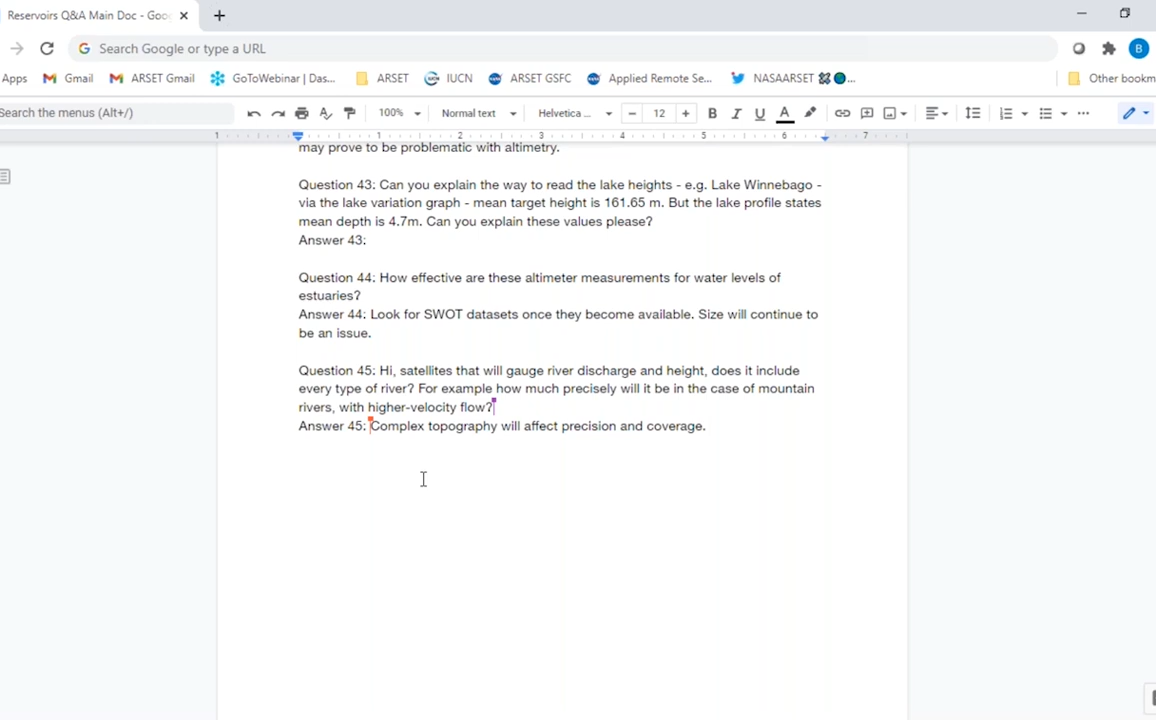 Reservoirs Q&A Main Doc - Goo
Search Google or type a URL
B
Apps Gmail ARSET Gmail GoToWebinar | Das... ARSET IUCN ARSET GSFC Applied Remote Se... NASAARSET ... Other bookm
Search the menus (Alt+/) 100% Normal text Helvetica ... 12 B I U A
1 1 2 3 4 5 6 7
may prove to be problematic with altimetry.
Question 43: Can you explain the way to read the lake heights - e.g. Lake Winnebago -
via the lake variation graph - mean target height is 161.65 m. But the lake profile states
mean depth is 4.7m. Can you explain these values please?
Answer 43:
Question 44: How effective are these altimeter measurements for water levels of
estuaries?
Answer 44: Look for SWOT datasets once they become available. Size will continue to
be an issue.
Question 45: Hi, satellites that will gauge river discharge and height, does it include
every type of river? For example how much precisely will it be in the case of mountain
rivers, with higher-velocity flow?
Answer 45: Complex topography will affect precision and coverage.